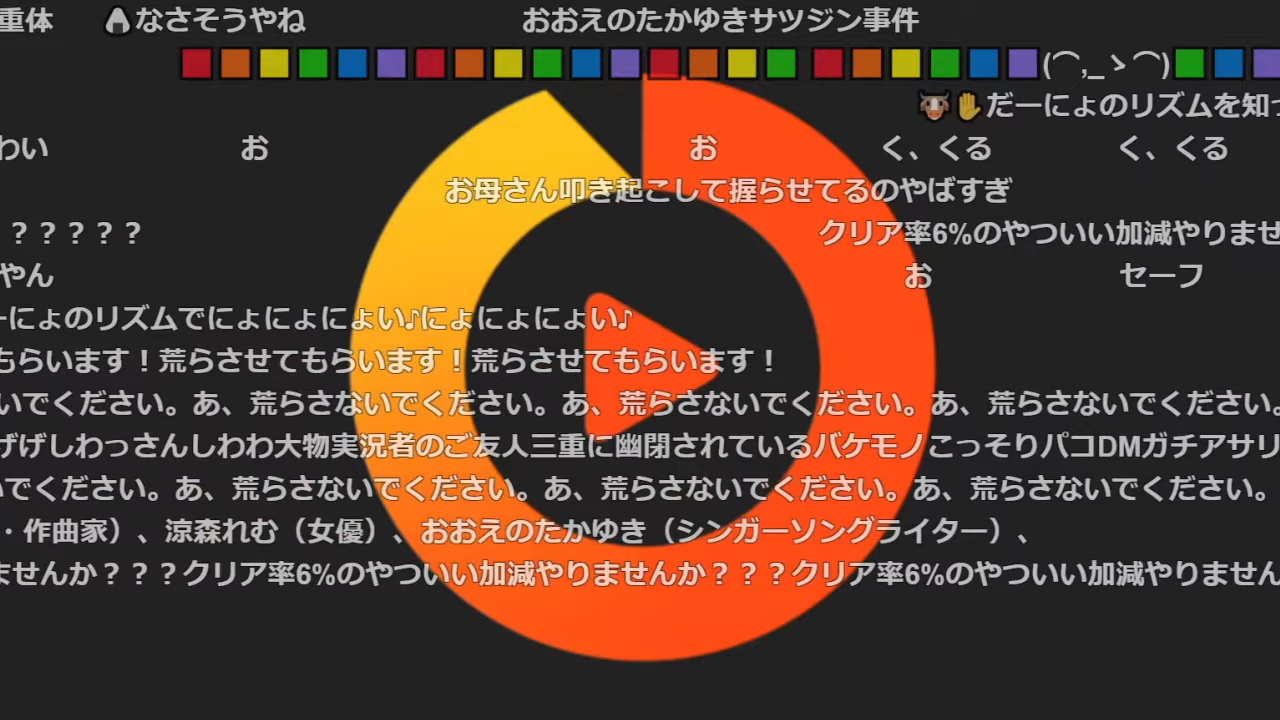 重体 🍙なさそうやね おおえのたかゆきサツジン事件
(⌒,_ゝ⌒)
🐮✋だーにょのリズムを知っ
わい お お く、くる く、くる
お母さん叩き起こして握らせてるのやばすぎ
？？？？？ クリア率6%のやついい加減やりませ
やん お セーフ
ーにょのリズムでにょにょにょい♪にょにょにょい♪
もらいます！荒らさせてもらいます！荒らさせてもらいます！
いでください。あ、荒らさないでください。あ、荒らさないでください。あ、荒らさないでください。
げげしわっさんしわわ大物実況者のご友人三重に幽閉されているバケモノこっそりパコDMガチアサリ
いでください。あ、荒らさないでください。あ、荒らさないでください。あ、荒らさないでください。
・作曲家）、涼森れむ（女優）、おおえのたかゆき（シンガーソングライター）、
ませんか？？？クリア率6%のやついい加減やりませんか？？？クリア率6%のやついい加減やりません